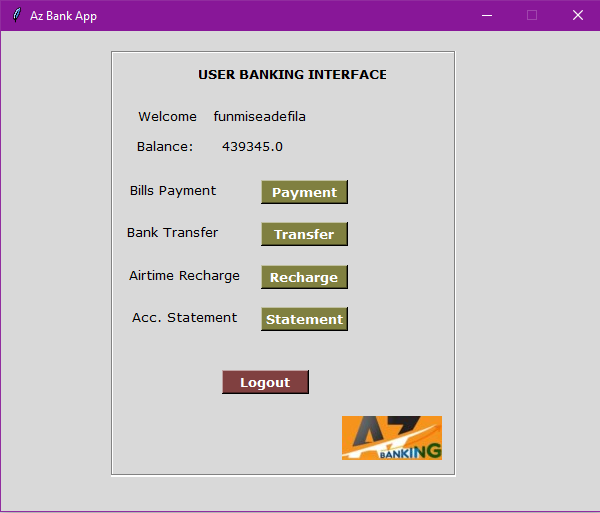 Az Bank App
USER BANKING INTERFACE
Welcome funmiseadefila
Balance: 439345.0
Bills Payment Payment
Bank Transfer Transfer
Airtime Recharge Recharge
Acc. Statement Statement
Logout
AZ
BANKING